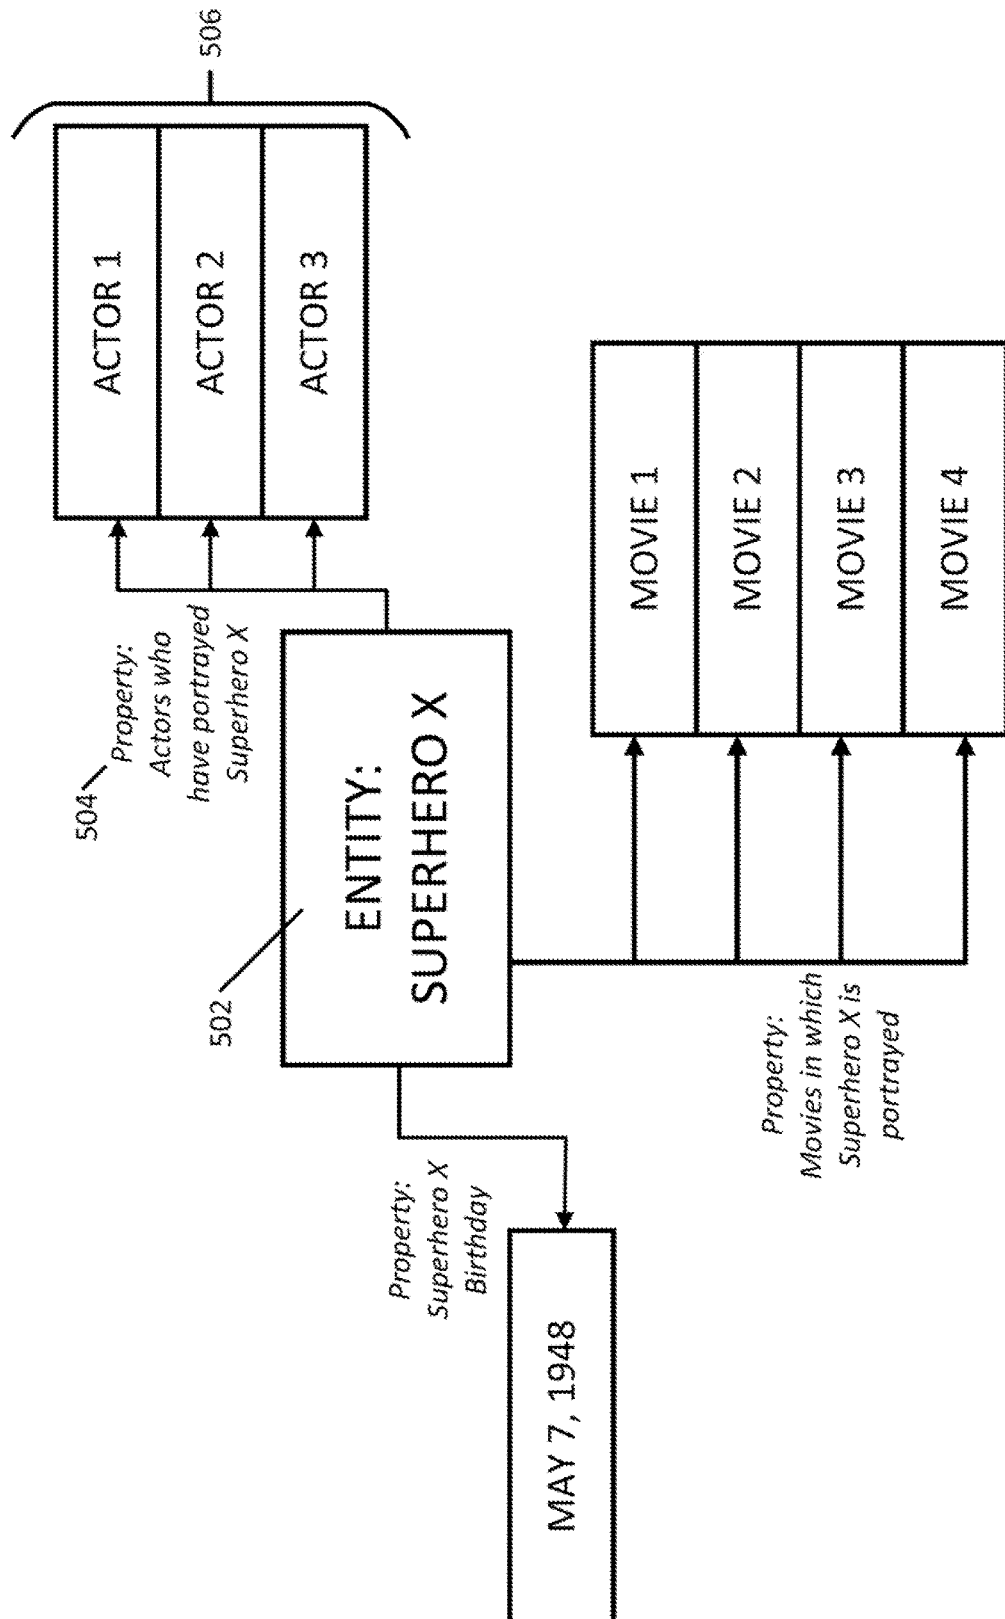 506
ACTOR 1
ACTOR 2
ACTOR 3
504
Property:
Actors who
have portrayed
Superhero X
502
ENTITY:
SUPERHERO X
Property:
Superhero X
Birthday
MAY 7, 1948
Property:
Movies in which
Superhero X is
portrayed
MOVIE 1
MOVIE 2
MOVIE 3
MOVIE 4